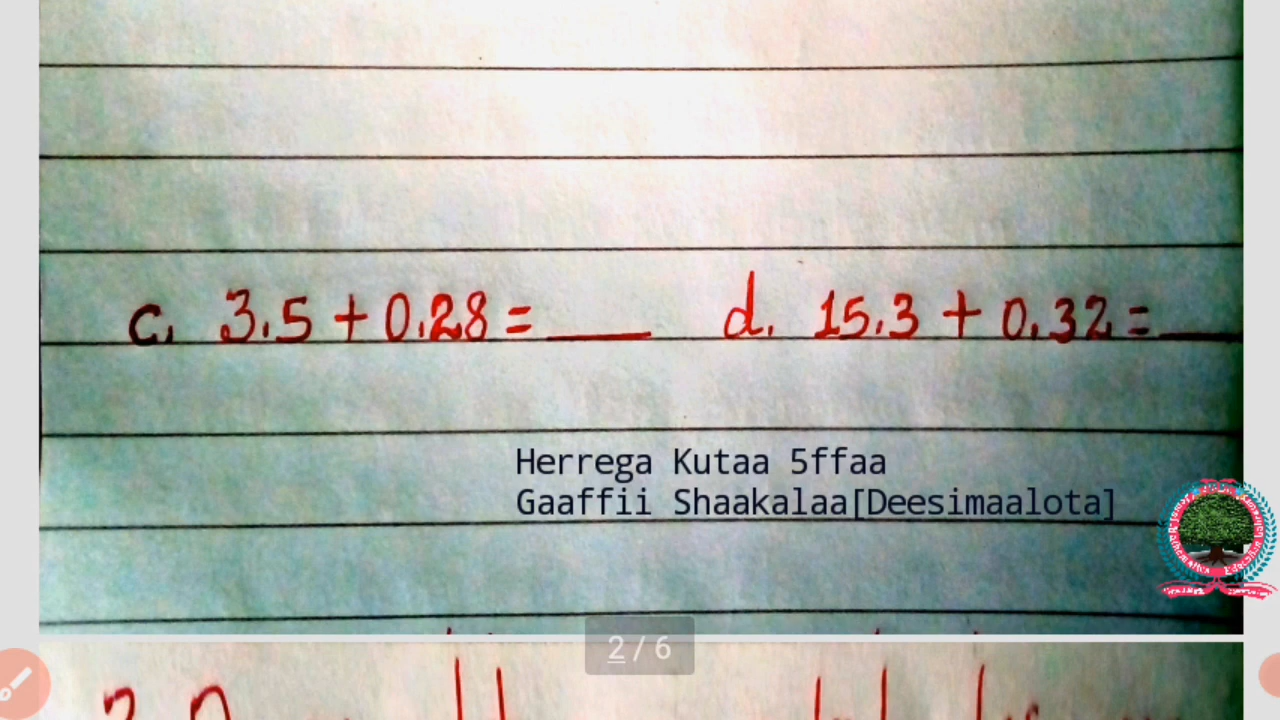 c. 3.5 + 0.28 = ___ d. 15.3 + 0.32 = ___
Herrega Kutaa 5ffaa
Gaaffii Shaakalaa[Deesimaalota]
2 / 6